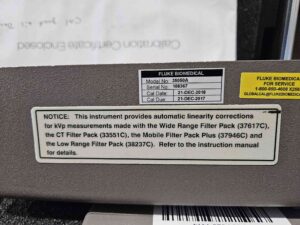 Calibration Certificate Enclosed
FLUKE BIOMEDICAL
Model No: 35050A
Serial No:
Cal Date: 21-DEC-2016
Cal Due: 21-DEC-2017
FLUKE BIOMEDICAL
FOR SERVICE
NOTICE: This instrument provides automatic linearity corrections
for kVp measurements made with the Wide Range Filter Pack (37617C),
the CT Filter Pack (33551C), the Mobile Filter Pack Plus (37946C) and
the Low Range Filter Pack (38237C). Refer to the instruction manual
for details.